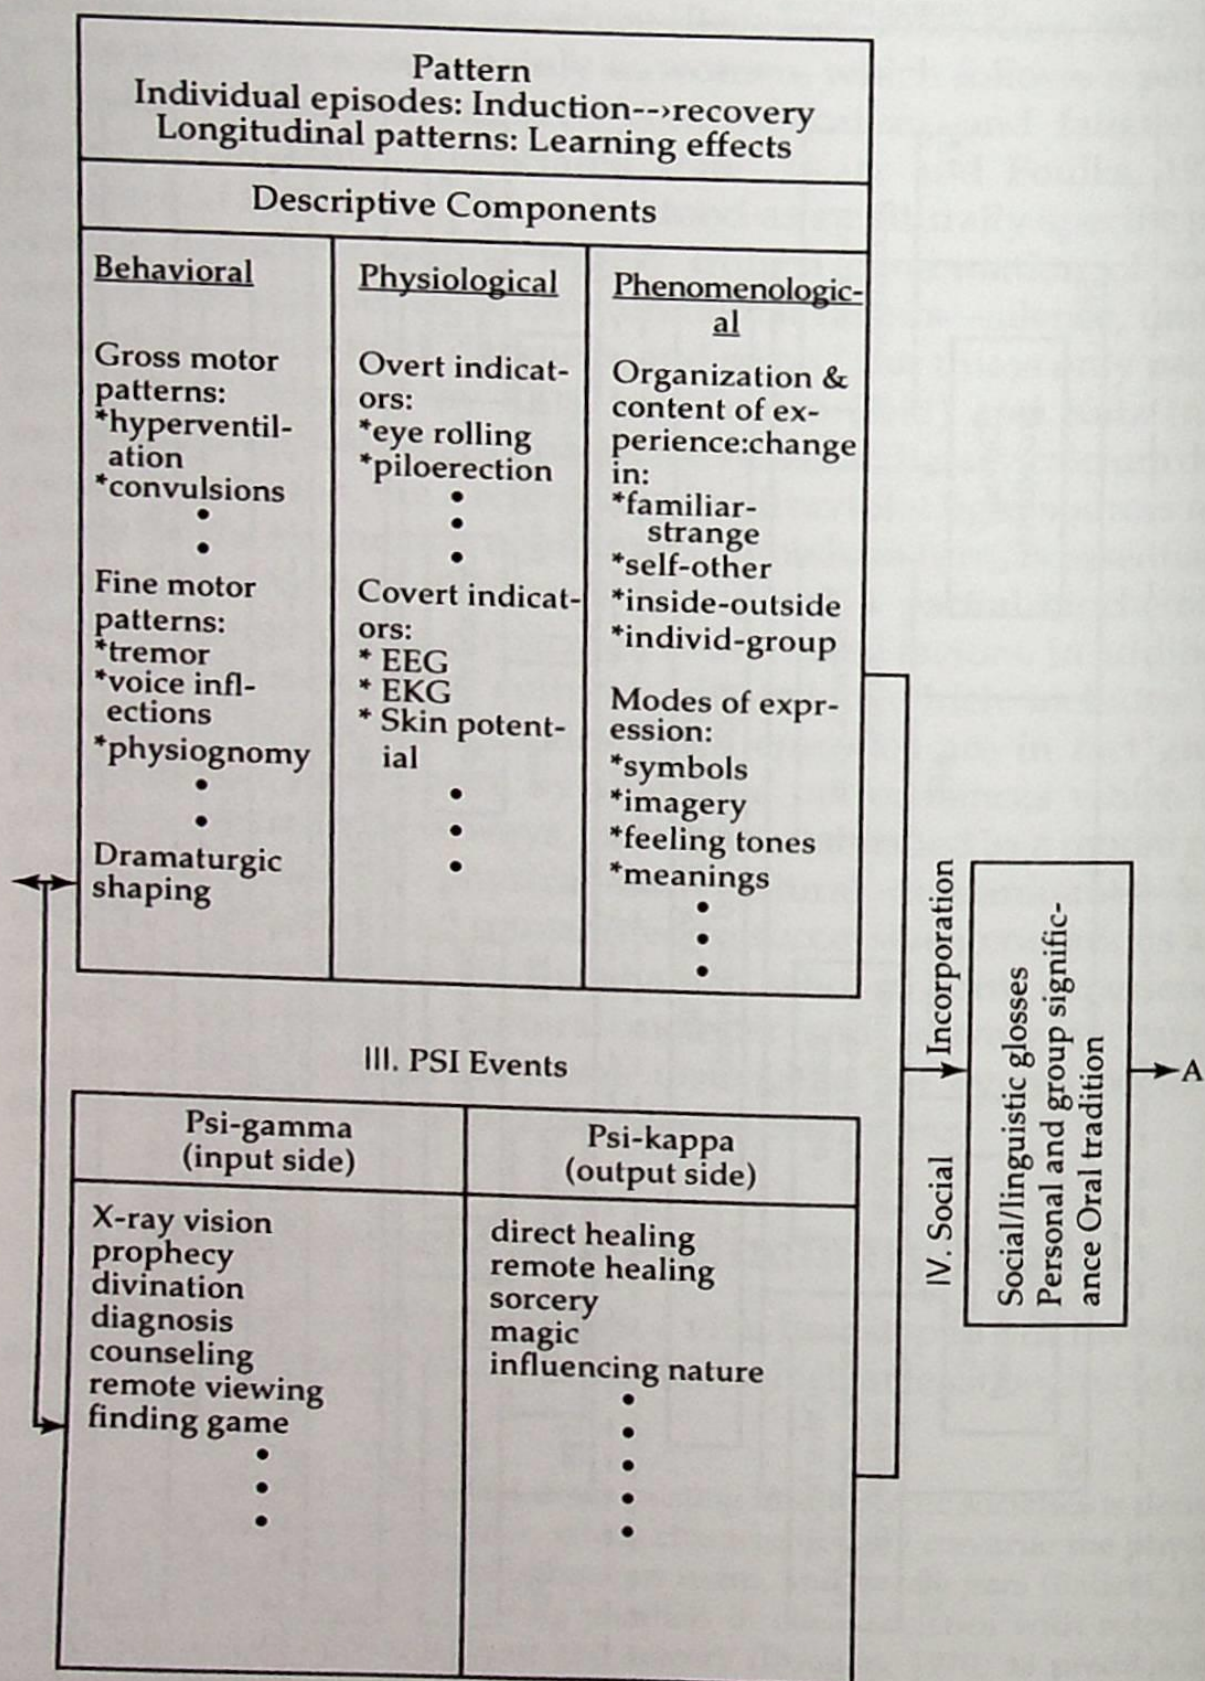 Pattern
Individual episodes: Induction-->recovery
Longitudinal patterns: Learning effects
Descriptive Components
Behavioral
Gross motor
patterns:
*hyperventil-
ation
*convulsions
•
•
Fine motor
patterns:
*tremor
*voice infl-
ections
*physiognomy
•
•
Dramaturgic
shaping
Physiological
Overt indicat-
ors:
*eye rolling
*piloerection
•
•
•
Covert indicat-
ors:
* EEG
* EKG
* Skin potent-
ial
•
•
•
Phenomenologic-
al
Organization &
content of ex-
perience:change
in:
*familiar-
strange
*self-other
*inside-outside
*individ-group
Modes of expr-
ession:
*symbols
*imagery
*feeling tones
*meanings
•
•
•
III. PSI Events
Psi-gamma
(input side)
X-ray vision
prophecy
divination
diagnosis
counseling
remote viewing
finding game
•
•
•
Psi-kappa
(output side)
direct healing
remote healing
sorcery
magic
influencing nature
•
•
•
•
•
IV. Social Incorporation
Social/linguistic glosses
Personal and group signific-
ance Oral tradition
A